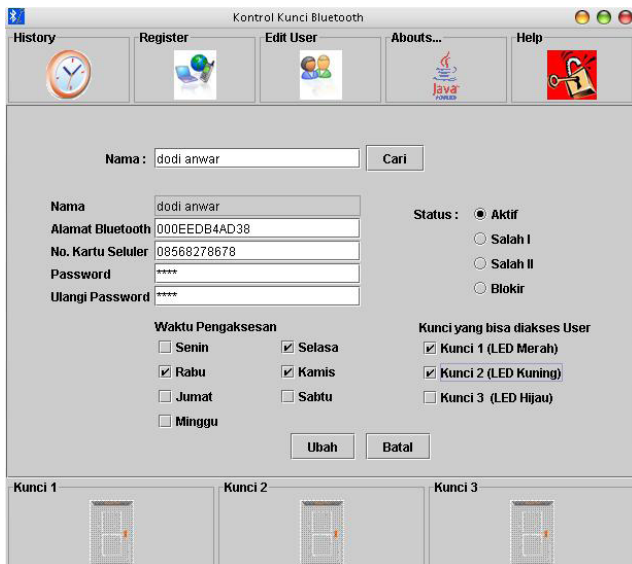 Kontrol Kunci Bluetooth
History Register Edit User Abouts... Help
Java
POWERED
Nama : dodi anwar Cari
Nama dodi anwar
Alamat Bluetooth 000EEDB4AD38
No. Kartu Seluler 08568278678
Password ****
Ulangi Password ****
Status : Aktif
Salah I
Salah II
Blokir
Waktu Pengaksesan
Senin Selasa
Rabu Kamis
Jumat Sabtu
Minggu
Kunci yang bisa diakses User
Kunci 1 (LED Merah)
Kunci 2 (LED Kuning)
Kunci 3 (LED Hijau)
Ubah Batal
Kunci 1 Kunci 2 Kunci 3